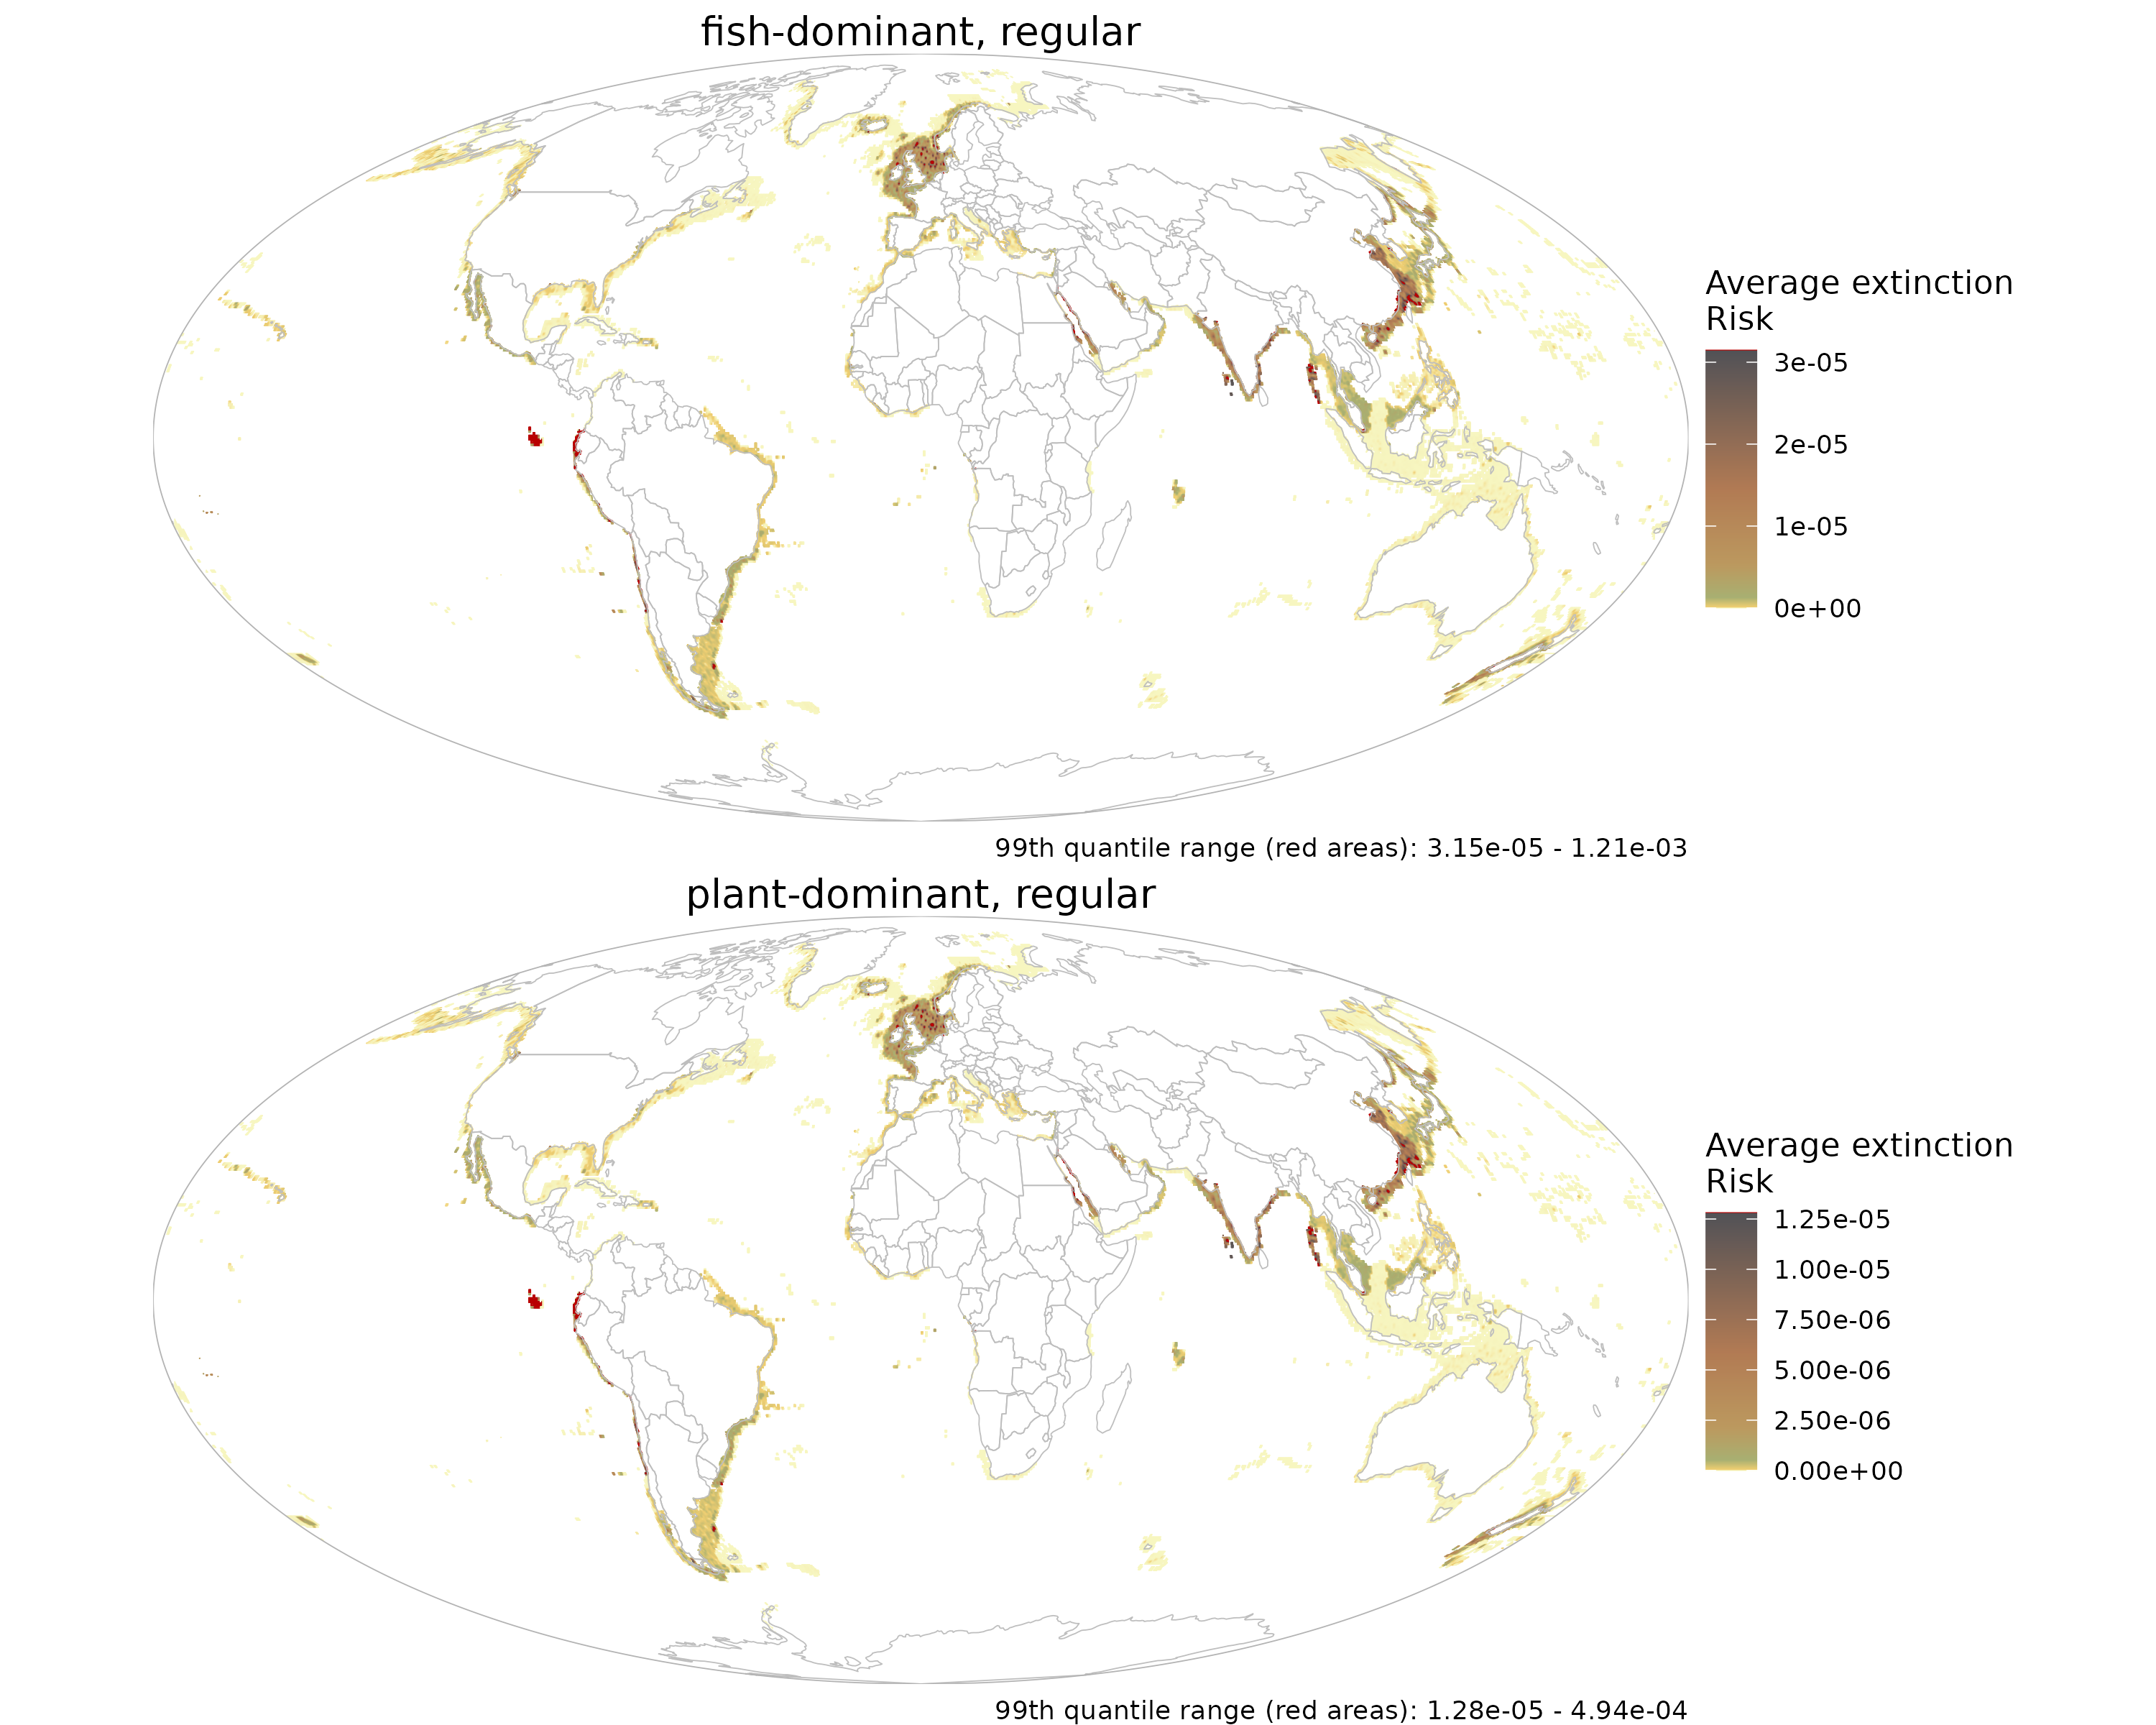 fish-dominant, regular
Average extinction
Risk
3e-05
2e-05
1e-05
0e+00
99th quantile range (red areas): 3.15e-05 - 1.21e-03
plant-dominant, regular
Average extinction
Risk
1.25e-05
1.00e-05
7.50e-06
5.00e-06
2.50e-06
0.00e+00
99th quantile range (red areas): 1.28e-05 - 4.94e-04